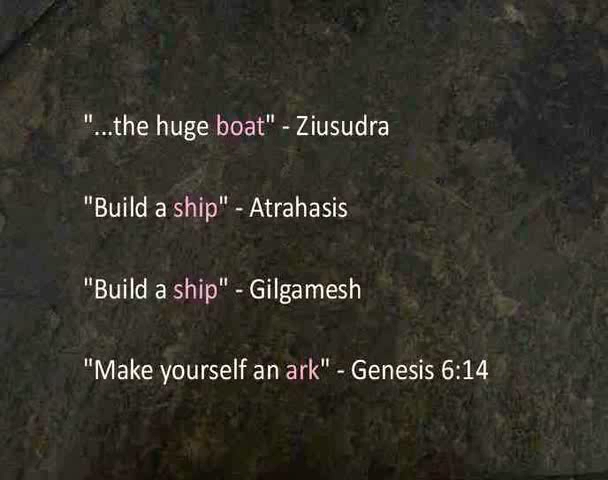 "...the huge boat" - Ziusudra
"Build a ship" - Atrahasis
"Build a ship" - Gilgamesh
"Make yourself an ark" - Genesis 6:14